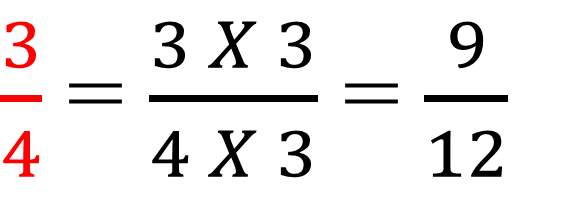 3/4 = (3 X 3)/(4 X 3) = 9/12